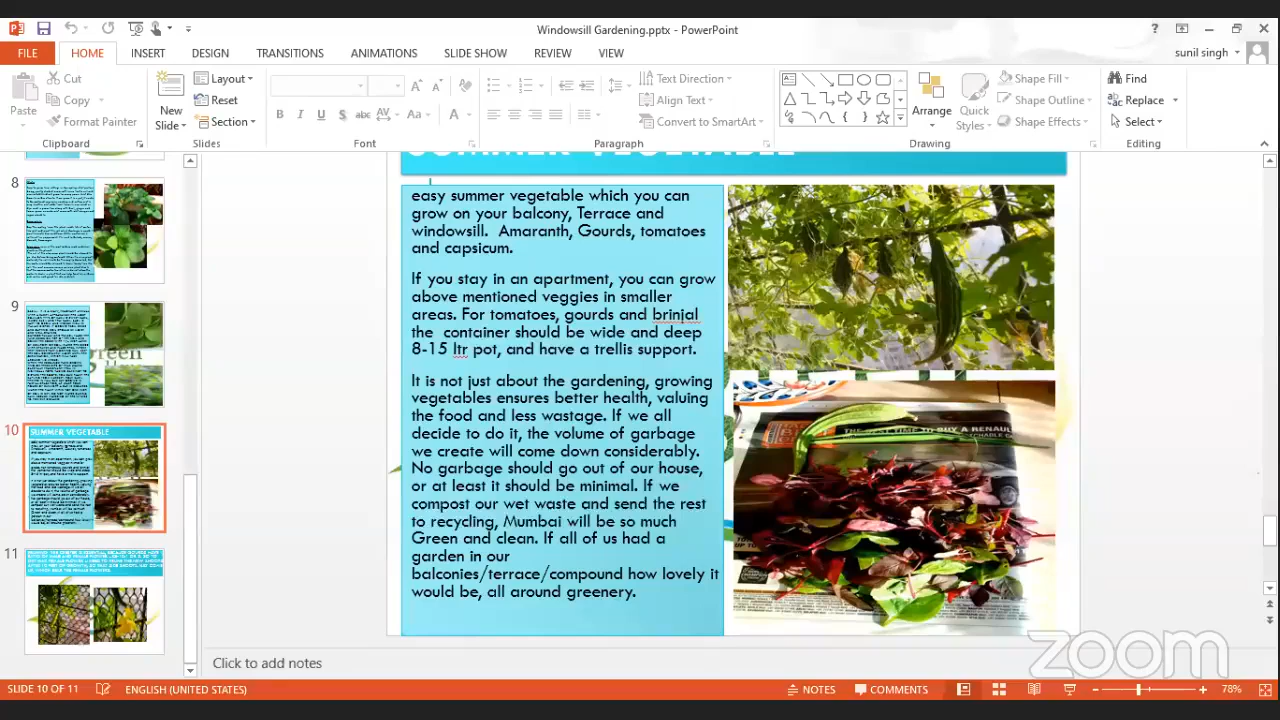 Windowsill Gardening.pptx - PowerPoint
sunil singh
FILE
HOME
INSERT
DESIGN
TRANSITIONS
ANIMATIONS
SLIDE SHOW
REVIEW
VIEW
Paste
Cut
Copy
Format Painter
Clipboard
New
Slide
Layout
Reset
Section
Slides
Font
Text Direction
Align Text
Convert to SmartArt
Paragraph
Arrange
Quick
Styles
Shape Fill
Shape Outline
Shape Effects
Drawing
Find
Replace
Select
Editing
8
9
10
SUMMER VEGETABLE
11
SUMMER VEGETABLE
easy summer vegetable which you can
grow on your balcony, Terrace and
windowsill. Amaranth, Gourds, tomatoes
and capsicum.
If you stay in an apartment, you can grow
above mentioned veggies in smaller
areas. For tomatoes, gourds and brinjal
the container should be wide and deep
8-15 ltr pot, and have a trellis support.
It is not just about the gardening, growing
vegetables ensures better health, valuing
the food and less wastage. If we all
decide to do it, the volume of garbage
we create will come down considerably.
No garbage should go out of our house,
or at least it should be minimal. If we
compost our wet waste and send the rest
to recycling, Mumbai will be so much
Green and clean. If all of us had a
garden in our
balconies/terrace/compound how lovely it
would be, all around greenery.
zoom
Click to add notes
SLIDE 10 OF 11
ENGLISH (UNITED STATES)
NOTES
COMMENTS
78%